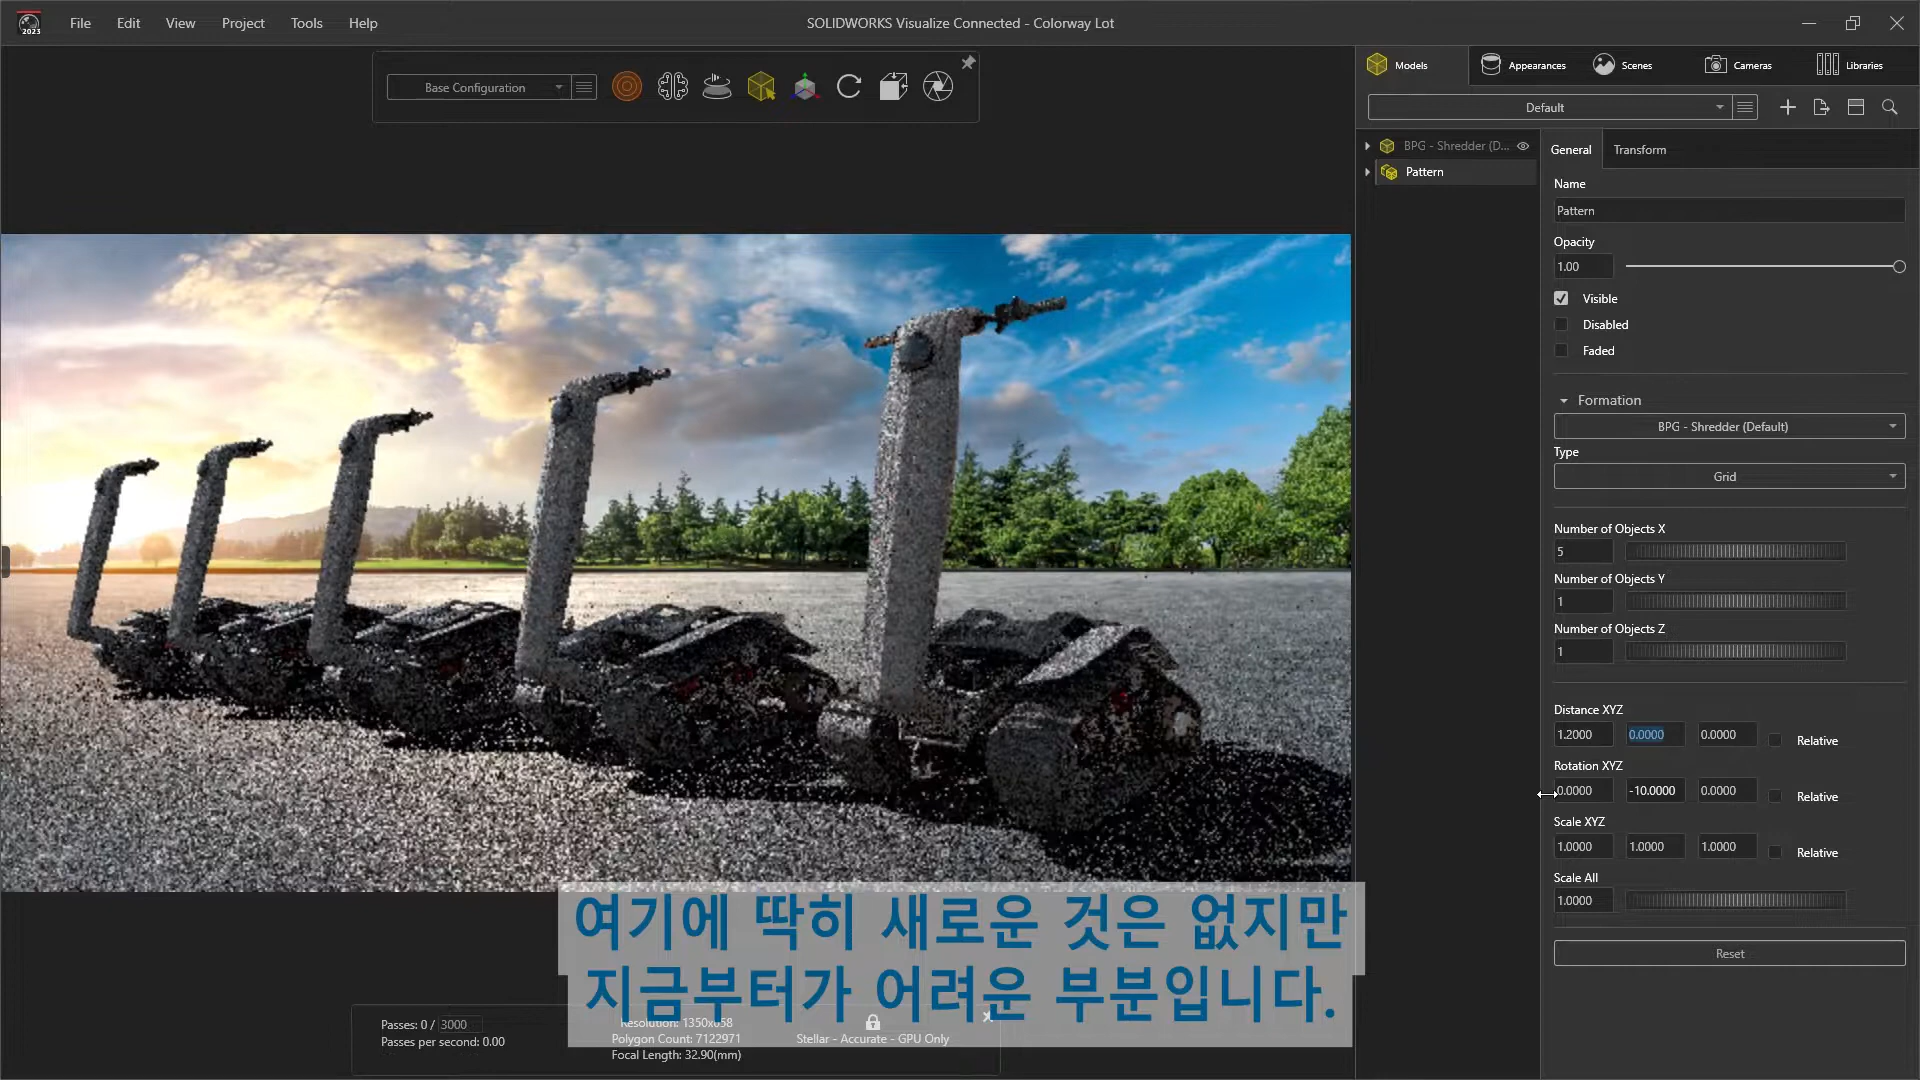 2023
File Edit View Project Tools Help
SOLIDWORKS Visualize Connected - Colorway Lot
Base Configuration
Models Appearances Scenes Cameras Libraries
Default
BPG - Shredder (D...
Pattern
General Transform
Name
Pattern
Opacity
1.00
Visible
Disabled
Faded
Formation
BPG - Shredder (Default)
Type
Grid
Number of Objects X
5
Number of Objects Y
1
Number of Objects Z
1
Distance XYZ
1.2000 0.0000 0.0000 Relative
Rotation XYZ
0.0000 -10.0000 0.0000 Relative
Scale XYZ
1.0000 1.0000 1.0000 Relative
Scale All
1.0000
Reset
여기에 딱히 새로운 것은 없지만
지금부터가 어려운 부분입니다.
Passes: 0 / 3000
Passes per second: 0.00
Resolution: 1350x658
Polygon Count: 7122971
Focal Length: 32.90(mm)
Stellar - Accurate - GPU Only